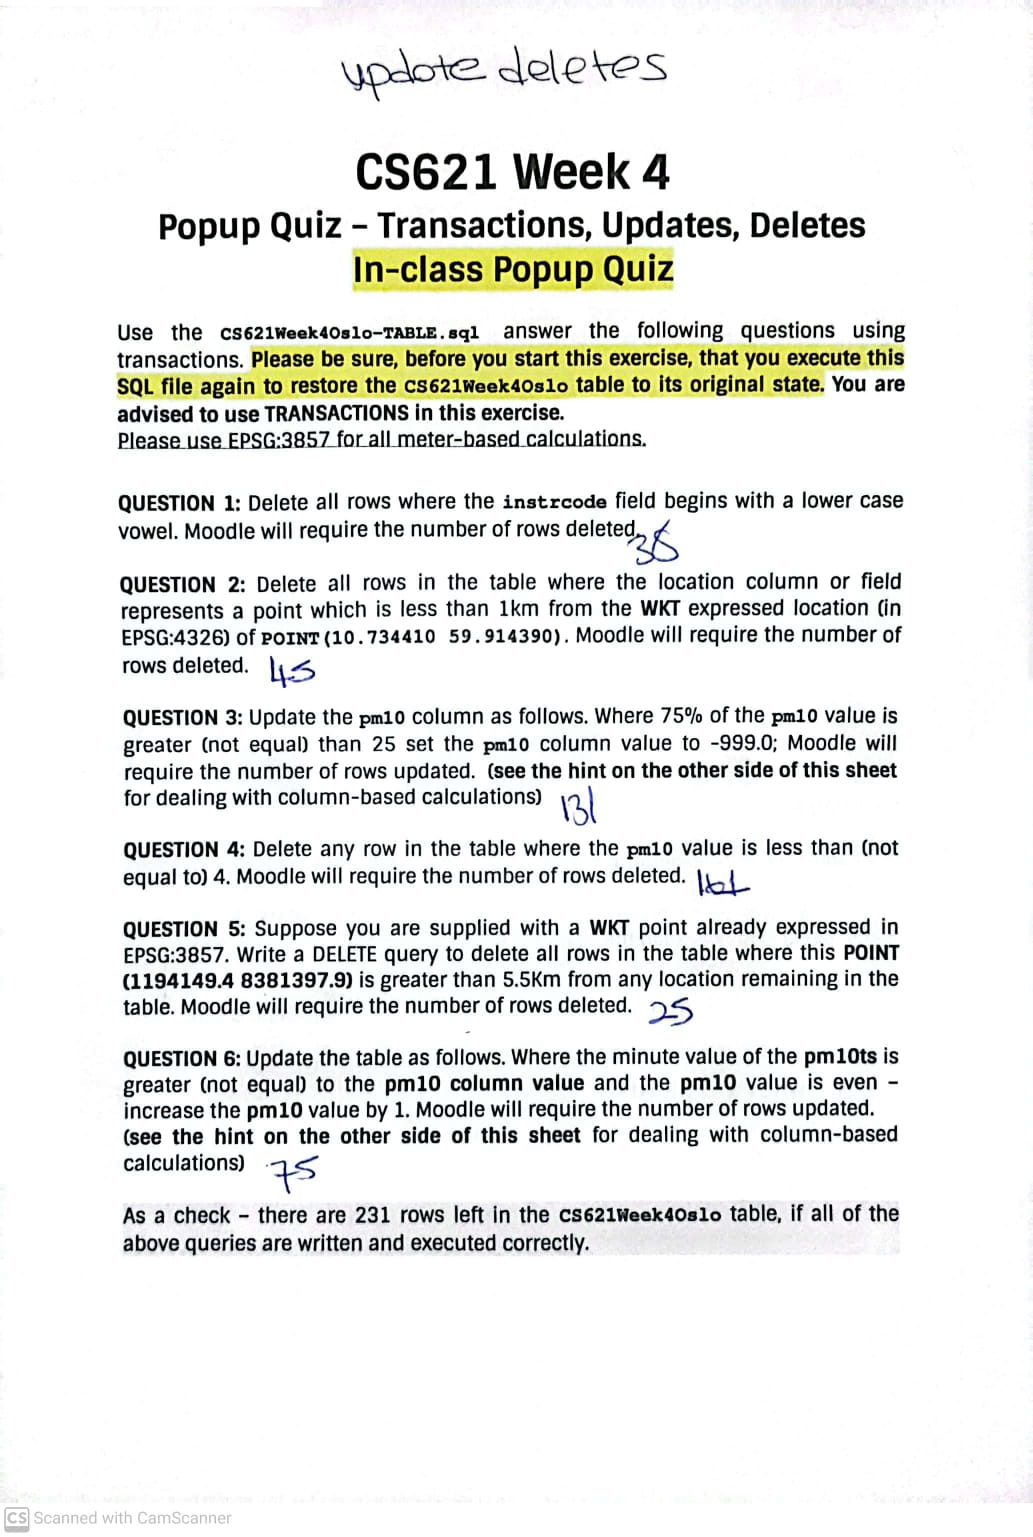 update deletes
CS621 Week 4
Popup Quiz – Transactions, Updates, Deletes
In-class Popup Quiz
Use the cs621Week4Oslo-TABLE.sql answer the following questions using
transactions. Please be sure, before you start this exercise, that you execute this
SQL file again to restore the cs621Week4Oslo table to its original state. You are
advised to use TRANSACTIONS in this exercise.
Please use EPSG:3857 for all meter-based calculations.
QUESTION 1: Delete all rows where the instrcode field begins with a lower case
vowel. Moodle will require the number of rows deleted.
QUESTION 2: Delete all rows in the table where the location column or field
represents a point which is less than 1km from the WKT expressed location (in
EPSG:4326) of POINT(10.734410 59.914390). Moodle will require the number of
rows deleted. 45
QUESTION 3: Update the pm10 column as follows. Where 75% of the pm10 value is
greater (not equal) than 25 set the pm10 column value to -999.0; Moodle will
require the number of rows updated. (see the hint on the other side of this sheet
for dealing with column-based calculations) 131
QUESTION 4: Delete any row in the table where the pm10 value is less than (not
equal to) 4. Moodle will require the number of rows deleted.
QUESTION 5: Suppose you are supplied with a WKT point already expressed in
EPSG:3857. Write a DELETE query to delete all rows in the table where this POINT
(1194149.4 8381397.9) is greater than 5.5Km from any location remaining in the
table. Moodle will require the number of rows deleted. 25
QUESTION 6: Update the table as follows. Where the minute value of the pm10ts is
greater (not equal) to the pm10 column value and the pm10 value is even –
increase the pm10 value by 1. Moodle will require the number of rows updated.
(see the hint on the other side of this sheet for dealing with column-based
calculations) 75
As a check – there are 231 rows left in the cs621Week4Oslo table, if all of the
above queries are written and executed correctly.
CS Scanned with CamScanner